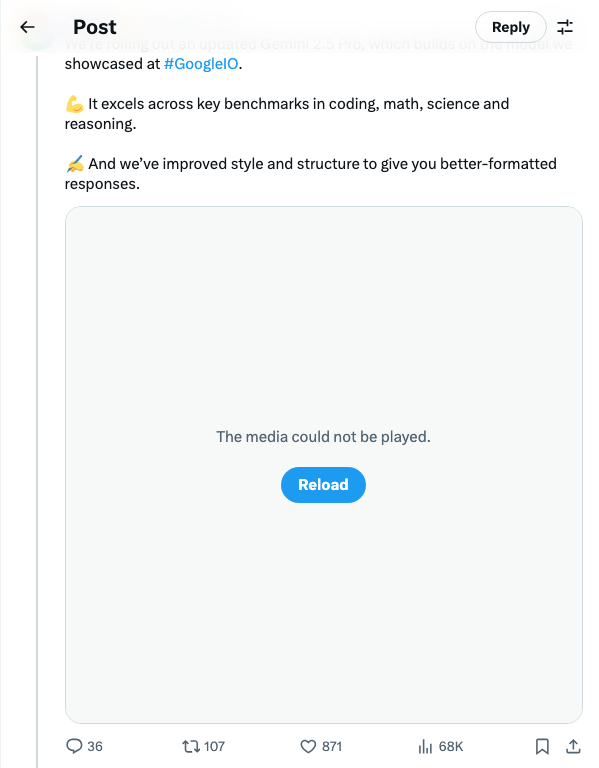 Post
Reply
We're rolling out an updated Gemini 2.5 Pro, which builds on the model we
showcased at #GoogleIO.
💪 It excels across key benchmarks in coding, math, science and
reasoning.
✍️ And we’ve improved style and structure to give you better-formatted
responses.
The media could not be played.
Reload
36 107 871 68K